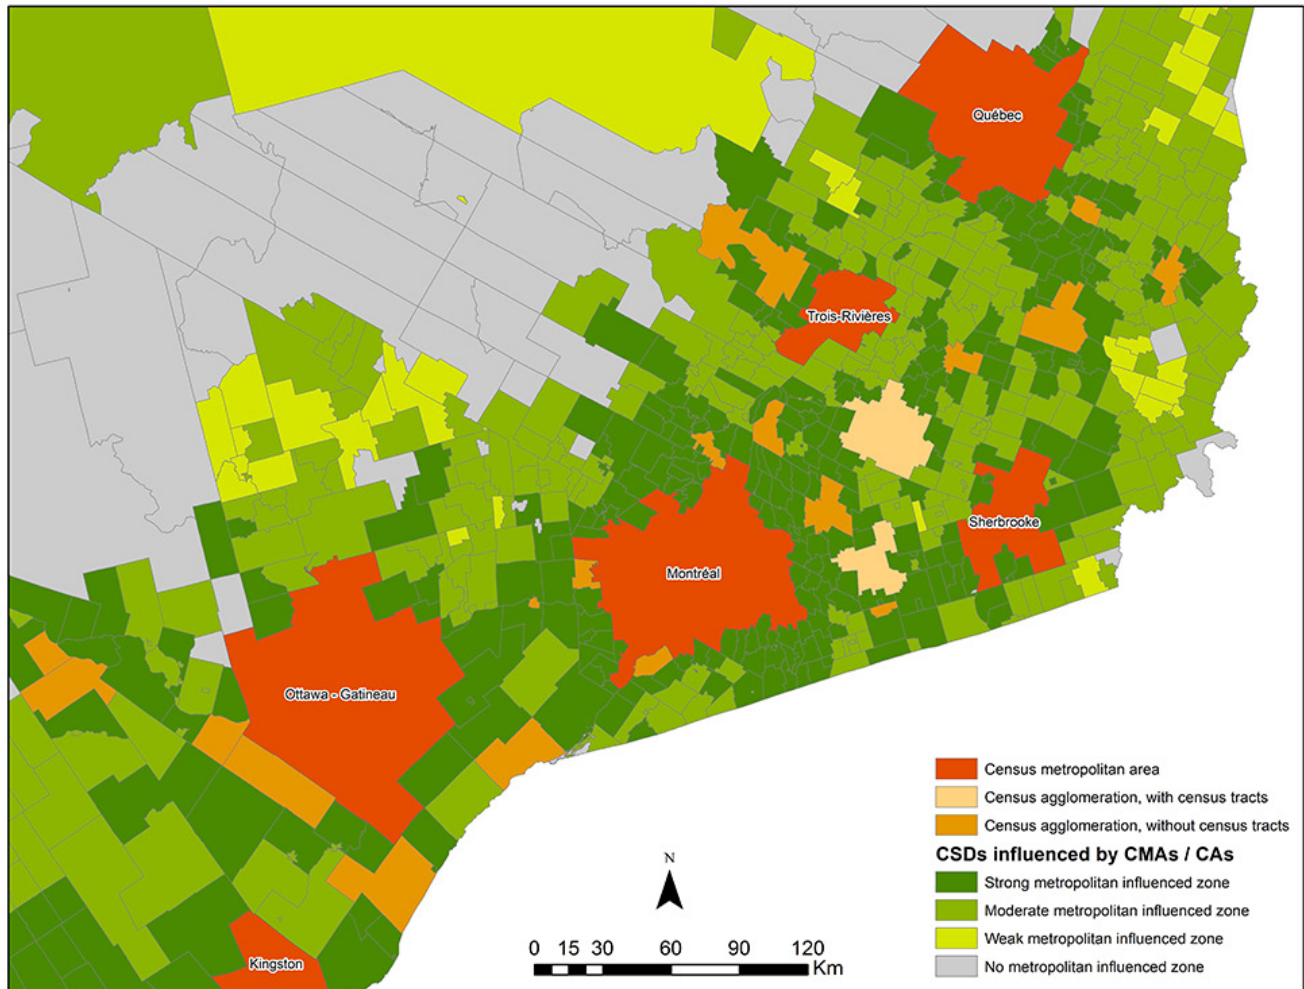 Québec
Trois-Rivières
Sherbrooke
Montréal
Ottawa - Gatineau
Kingston
Census metropolitan area
Census agglomeration, with census tracts
Census agglomeration, without census tracts
CSDs influenced by CMAs / CAs
Strong metropolitan influenced zone
Moderate metropolitan influenced zone
Weak metropolitan influenced zone
No metropolitan influenced zone
N
0 15 30 60 90 120
Km